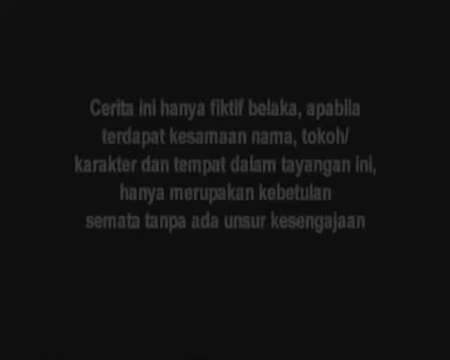 Cerita ini hanya fiktif belaka, apabila
terdapat kesamaan nama, tokoh/
karakter dan tempat dalam tayangan ini,
hanya merupakan kebetulan
semata tanpa ada unsur kesengajaan